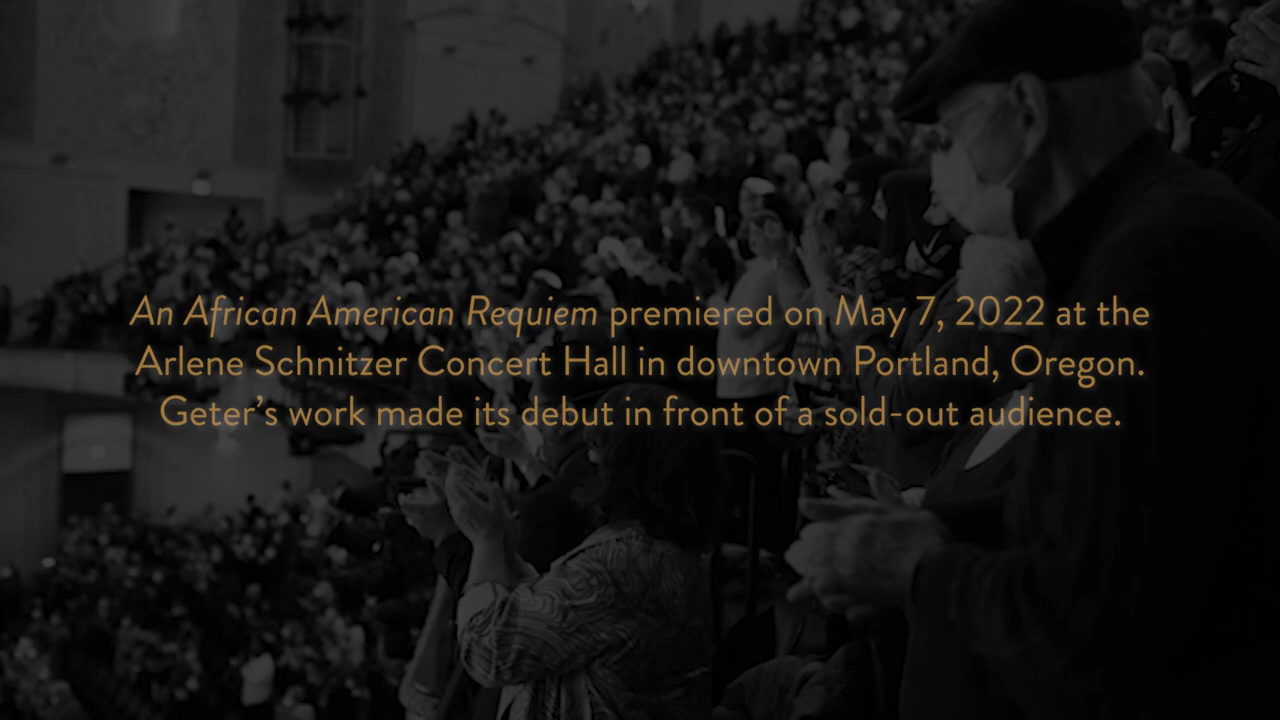 An African American Requiem premiered on May 7, 2022 at the
Arlene Schnitzer Concert Hall in downtown Portland, Oregon.
Geter’s work made its debut in front of a sold-out audience.